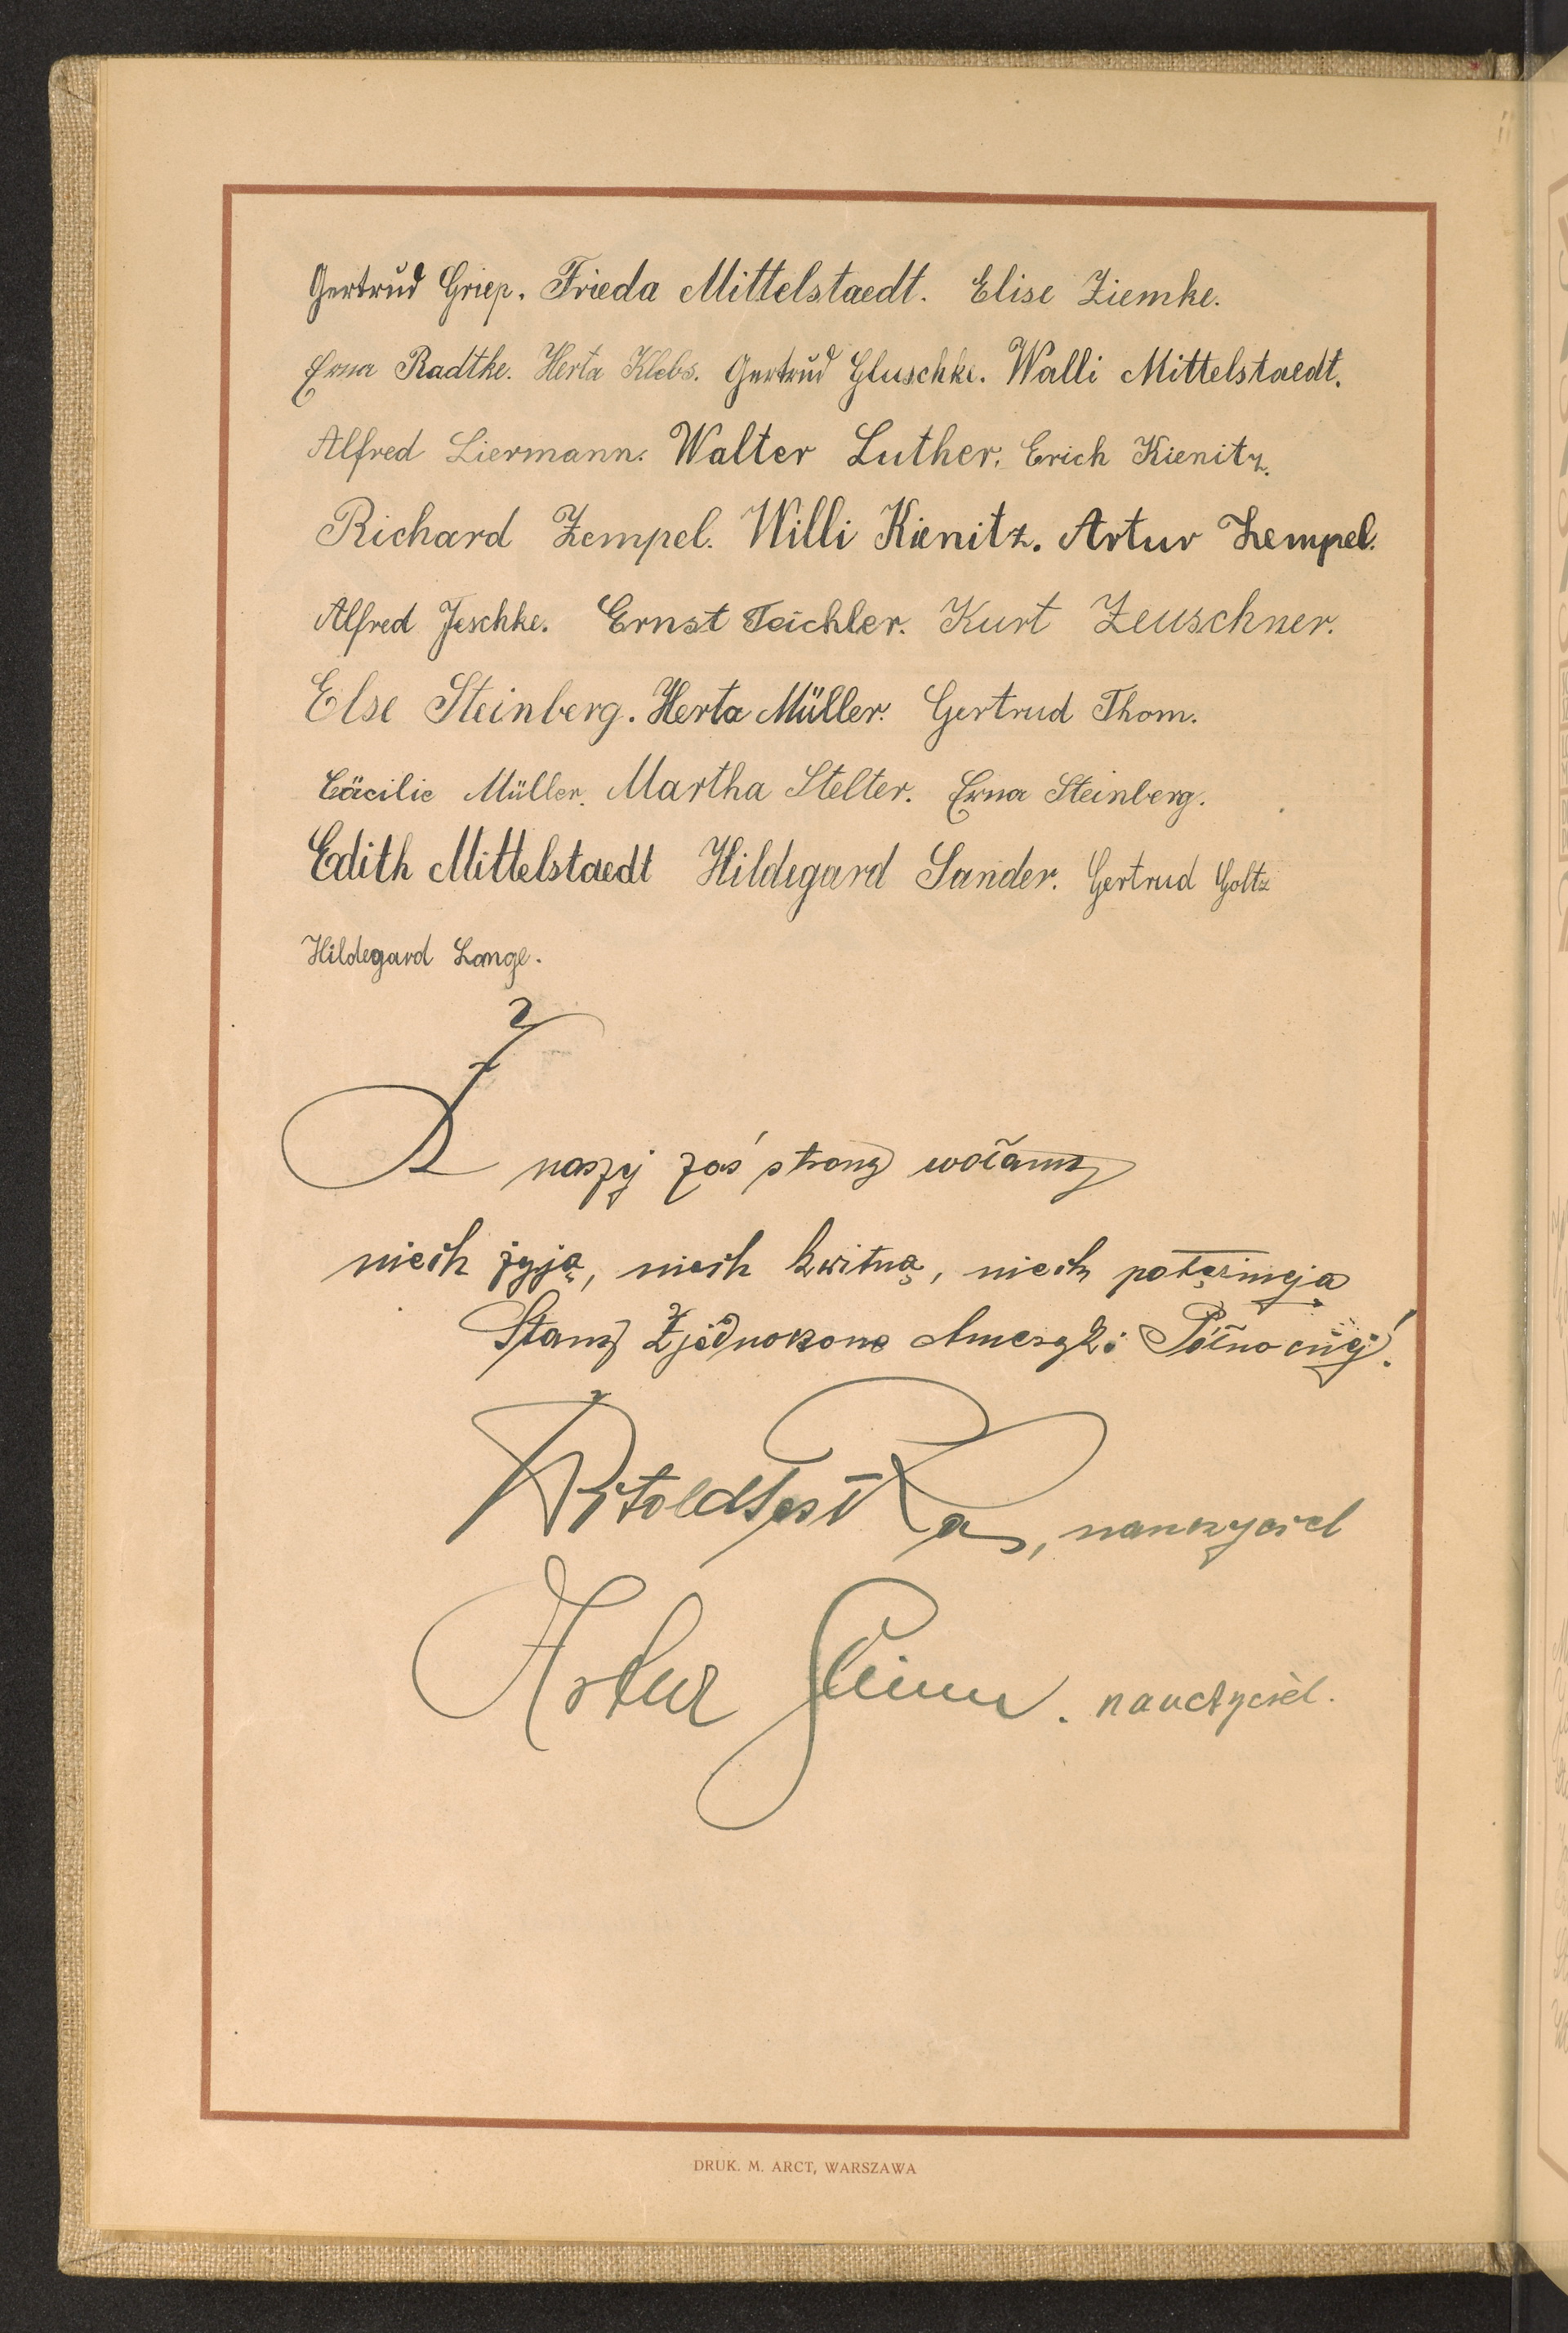 Gertrud Griep. Frieda Mittelstaedt. Elise Ziemke.
Erna Radtke. Herta Klebs. Gertrud Gluschke. Walli Mittelstaedt.
Alfred Liermann. Walter Luther. Erich Kienitz.
Richard Zempel. Willi Kienitz. Artur Zempel.
Alfred Jeschke. Ernst Teichler. Kurt Zeuschner.
Else Steinberg. Herta Müller. Gertrud Thom.
Cäcilie Müller. Martha Stelter. Erna Steinberg.
Edith Mittelstaedt Hildegard Sander. Gertrud Goltz
Hildegard Lange.
Z naszej zaś strony wołamy
niech żyją, niech kwitną, niech potężnieją
Stany Zjednoczone Ameryki Północnej!
Witold nauczyciel
Artur nauczyciel.
DRUK. M. ARCT, WARSZAWA